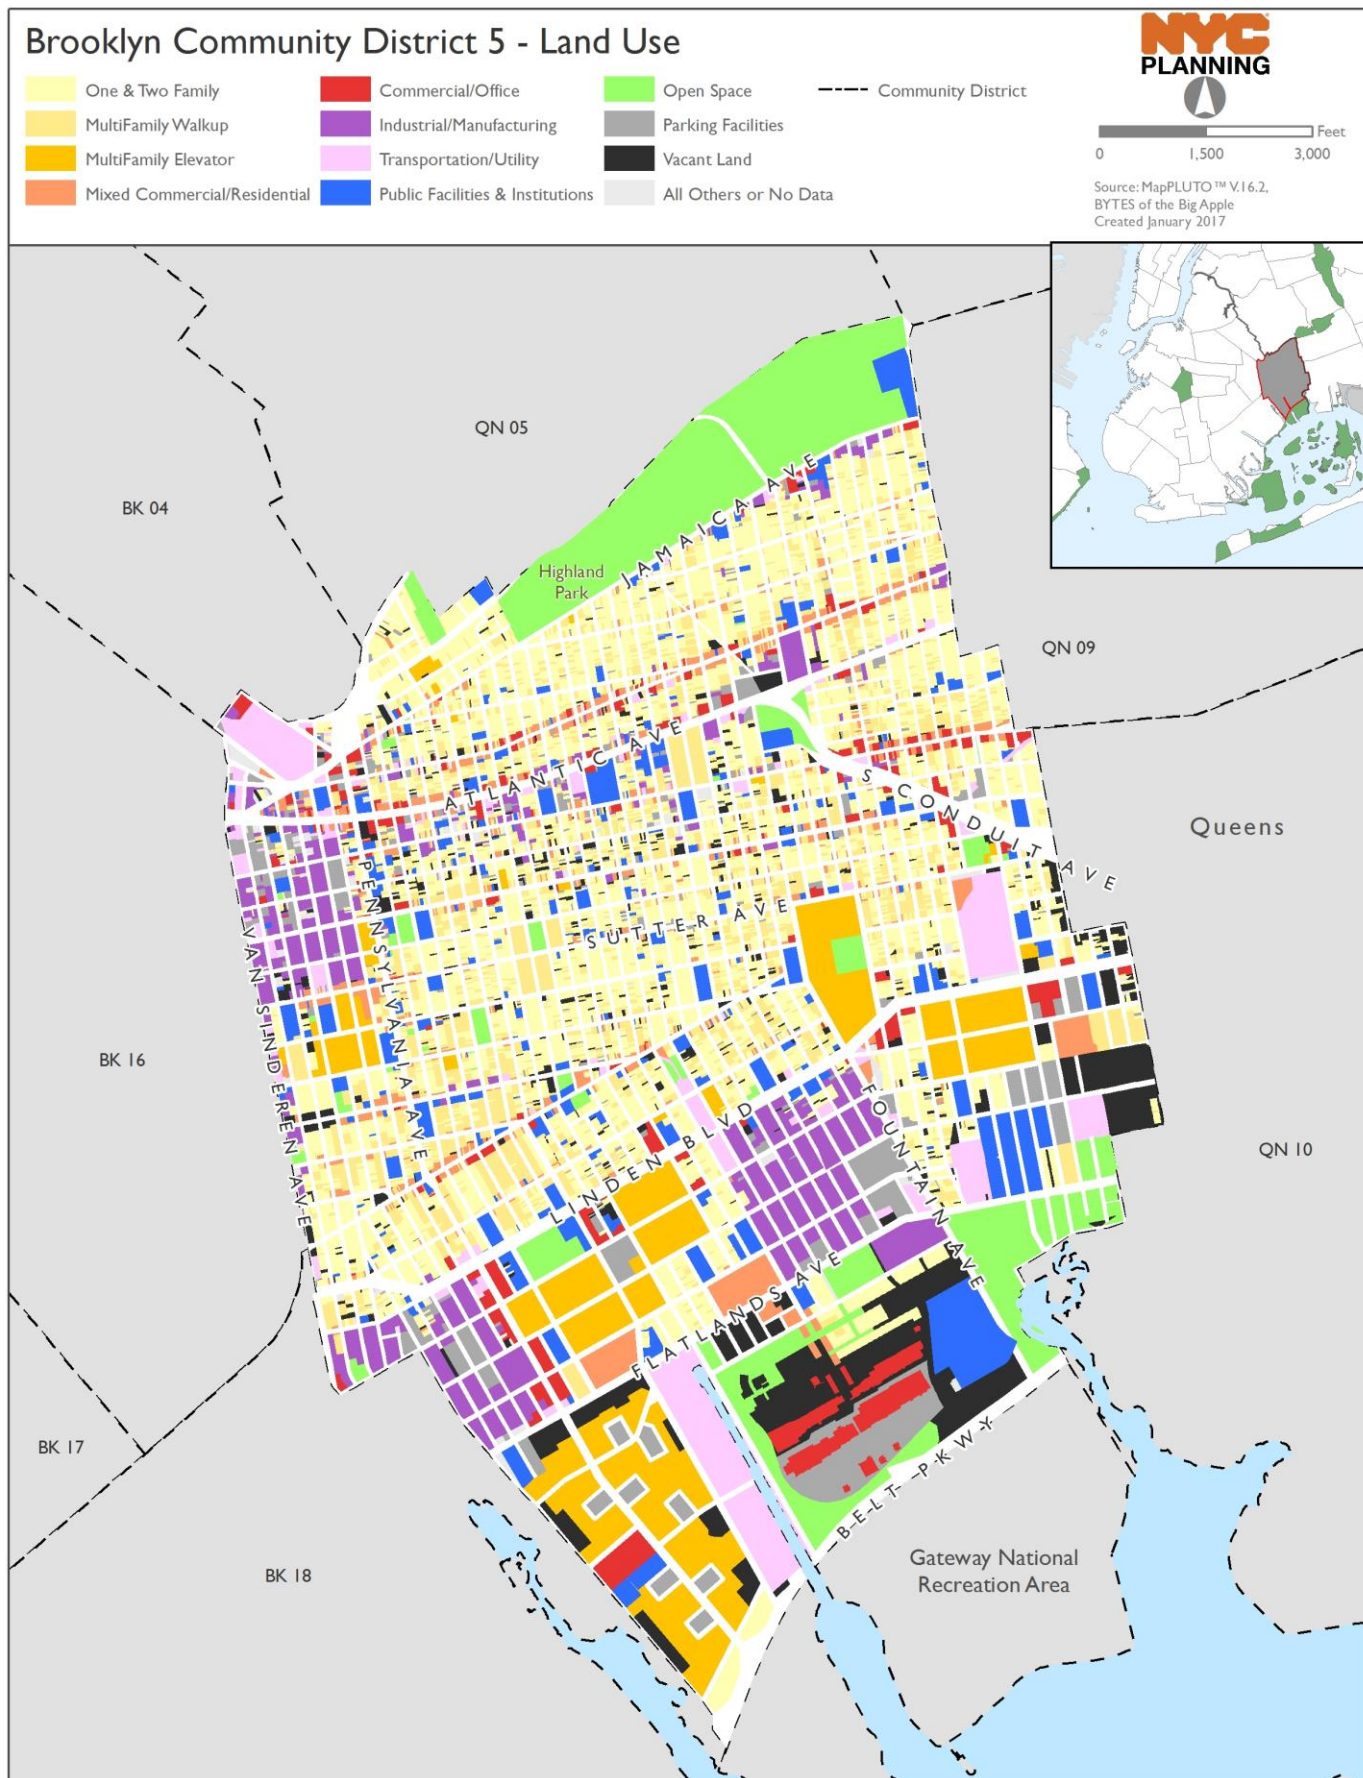 Brooklyn Community District 5 - Land Use
NYC
PLANNING
One & Two Family
MultiFamily Walkup
MultiFamily Elevator
Mixed Commercial/Residential
Commercial/Office
Industrial/Manufacturing
Transportation/Utility
Public Facilities & Institutions
Open Space
Parking Facilities
Vacant Land
All Others or No Data
Community District
Feet
0 1,500 3,000
Source: MapPLUTO™ V.16.2,
BYTES of the Big Apple
Created January 2017
QN 05
BK 04
JAMAICA AVE
Highland
Park
QN 09
ATLANTIC AVE
S CONDUIT AVE
Queens
PENNSYLVANIA AVE
SUTTER AVE
VAN SINDEREN AVE
BK 16
FOUNTAIN AVE
LINDEN BLVD
QN 10
FLATLANDS AVE
BK 17
BELT PKWY
BK 18
Gateway National
Recreation Area